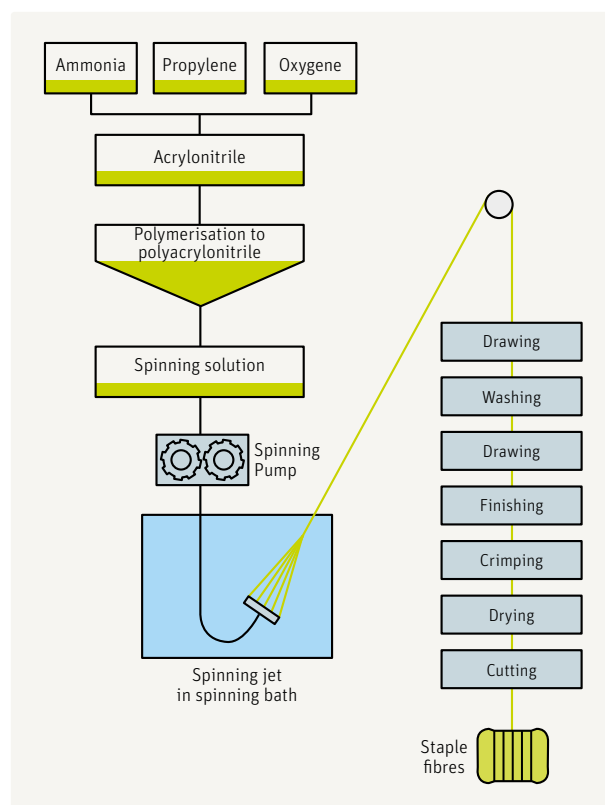 Ammonia
Propylene
Oxygene
Acrylonitrile
Polymerisation to
polyacrylonitrile
Spinning solution
Spinning
Pump
Spinning jet
in spinning bath
Drawing
Washing
Drawing
Finishing
Crimping
Drying
Cutting
Staple
fibres